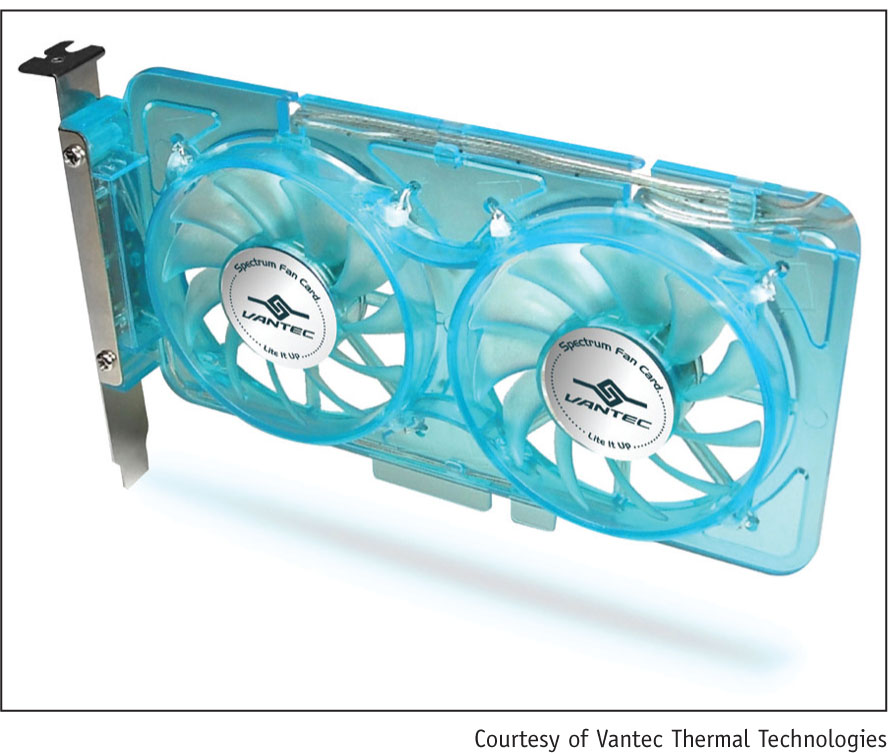 Spectrum Fan Card
VANTEC
Lite It UP
Spectrum Fan Card
VANTEC
Lite It UP
Courtesy of Vantec Thermal Technologies